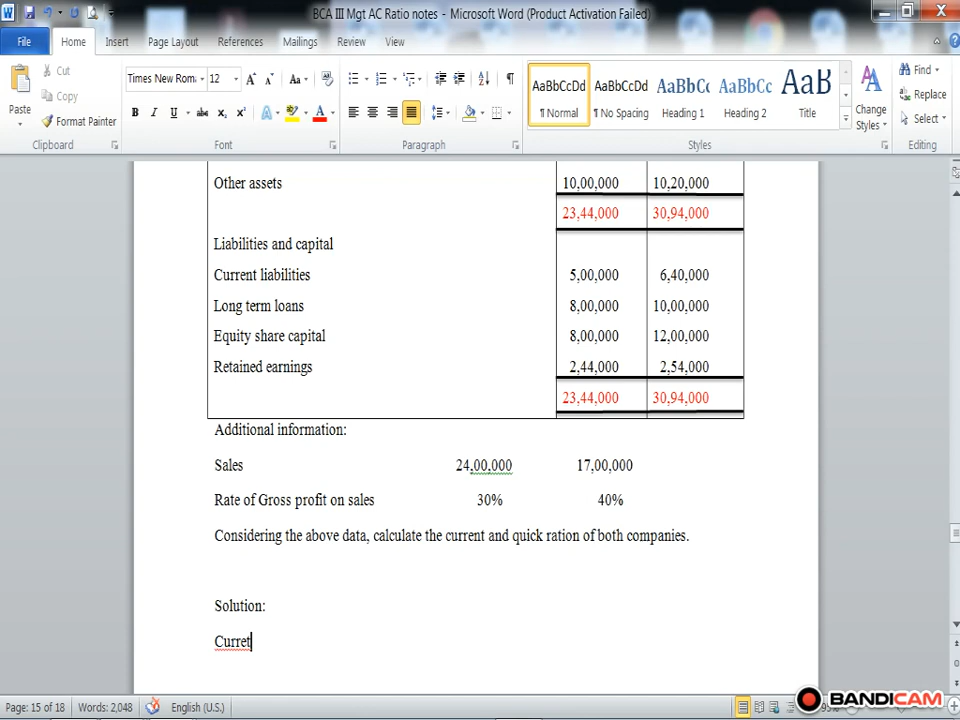 BCA III Mgt AC Ratio notes - Microsoft Word (Product Activation Failed)
File Home Insert Page Layout References Mailings Review View
Paste
Cut
Copy
Format Painter
Clipboard
Times New Rom 12
Font
Paragraph
AaBbCcDd AaBbCcDd AaBbCc AaBbCc AaB
¶ Normal ¶ No Spacing Heading 1 Heading 2 Title
Change Styles
Styles
Find
Replace
Select
Editing
Other assets 10,00,000 10,20,000
23,44,000 30,94,000
Liabilities and capital
Current liabilities 5,00,000 6,40,000
Long term loans 8,00,000 10,00,000
Equity share capital 8,00,000 12,00,000
Retained earnings 2,44,000 2,54,000
23,44,000 30,94,000
Additional information:
Sales 24,00,000 17,00,000
Rate of Gross profit on sales 30% 40%
Considering the above data, calculate the current and quick ration of both companies.
Solution:
Curret
Page: 15 of 18 Words: 2,048 English (U.S.)
BANDICAM